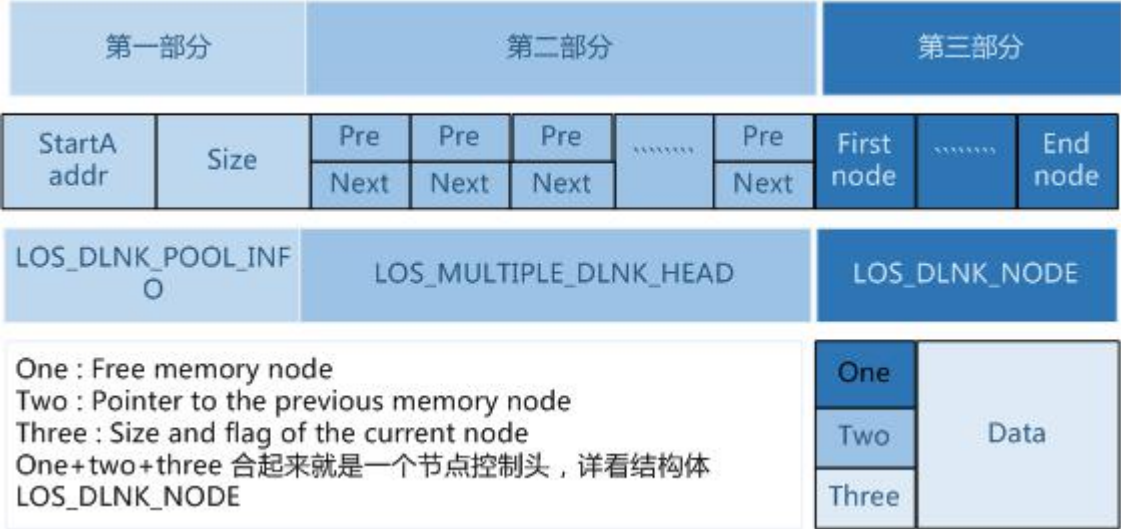 第一部分
第二部分
第三部分
StartA
addr
Size
Pre
Pre
Pre
、、、、、、、、
Pre
Next
Next
Next
Next
First
node
、、、、、、、、
End
node
LOS_DLNK_POOL_INF
O
LOS_MULTIPLE_DLNK_HEAD
LOS_DLNK_NODE
One : Free memory node
Two : Pointer to the previous memory node
Three : Size and flag of the current node
One+two+three 合起来就是一个节点控制头，详看结构体
LOS_DLNK_NODE
One
Two
Three
Data